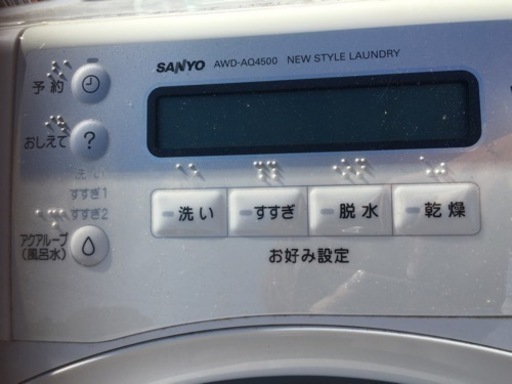 SANYO AWD-AQ4500 NEW STYLE LAUNDRY
予約
おしえて
?
洗い
すすぎ1
すすぎ2
アクアループ
(風呂水)
洗い
すすぎ
脱水
乾燥
お好み設定